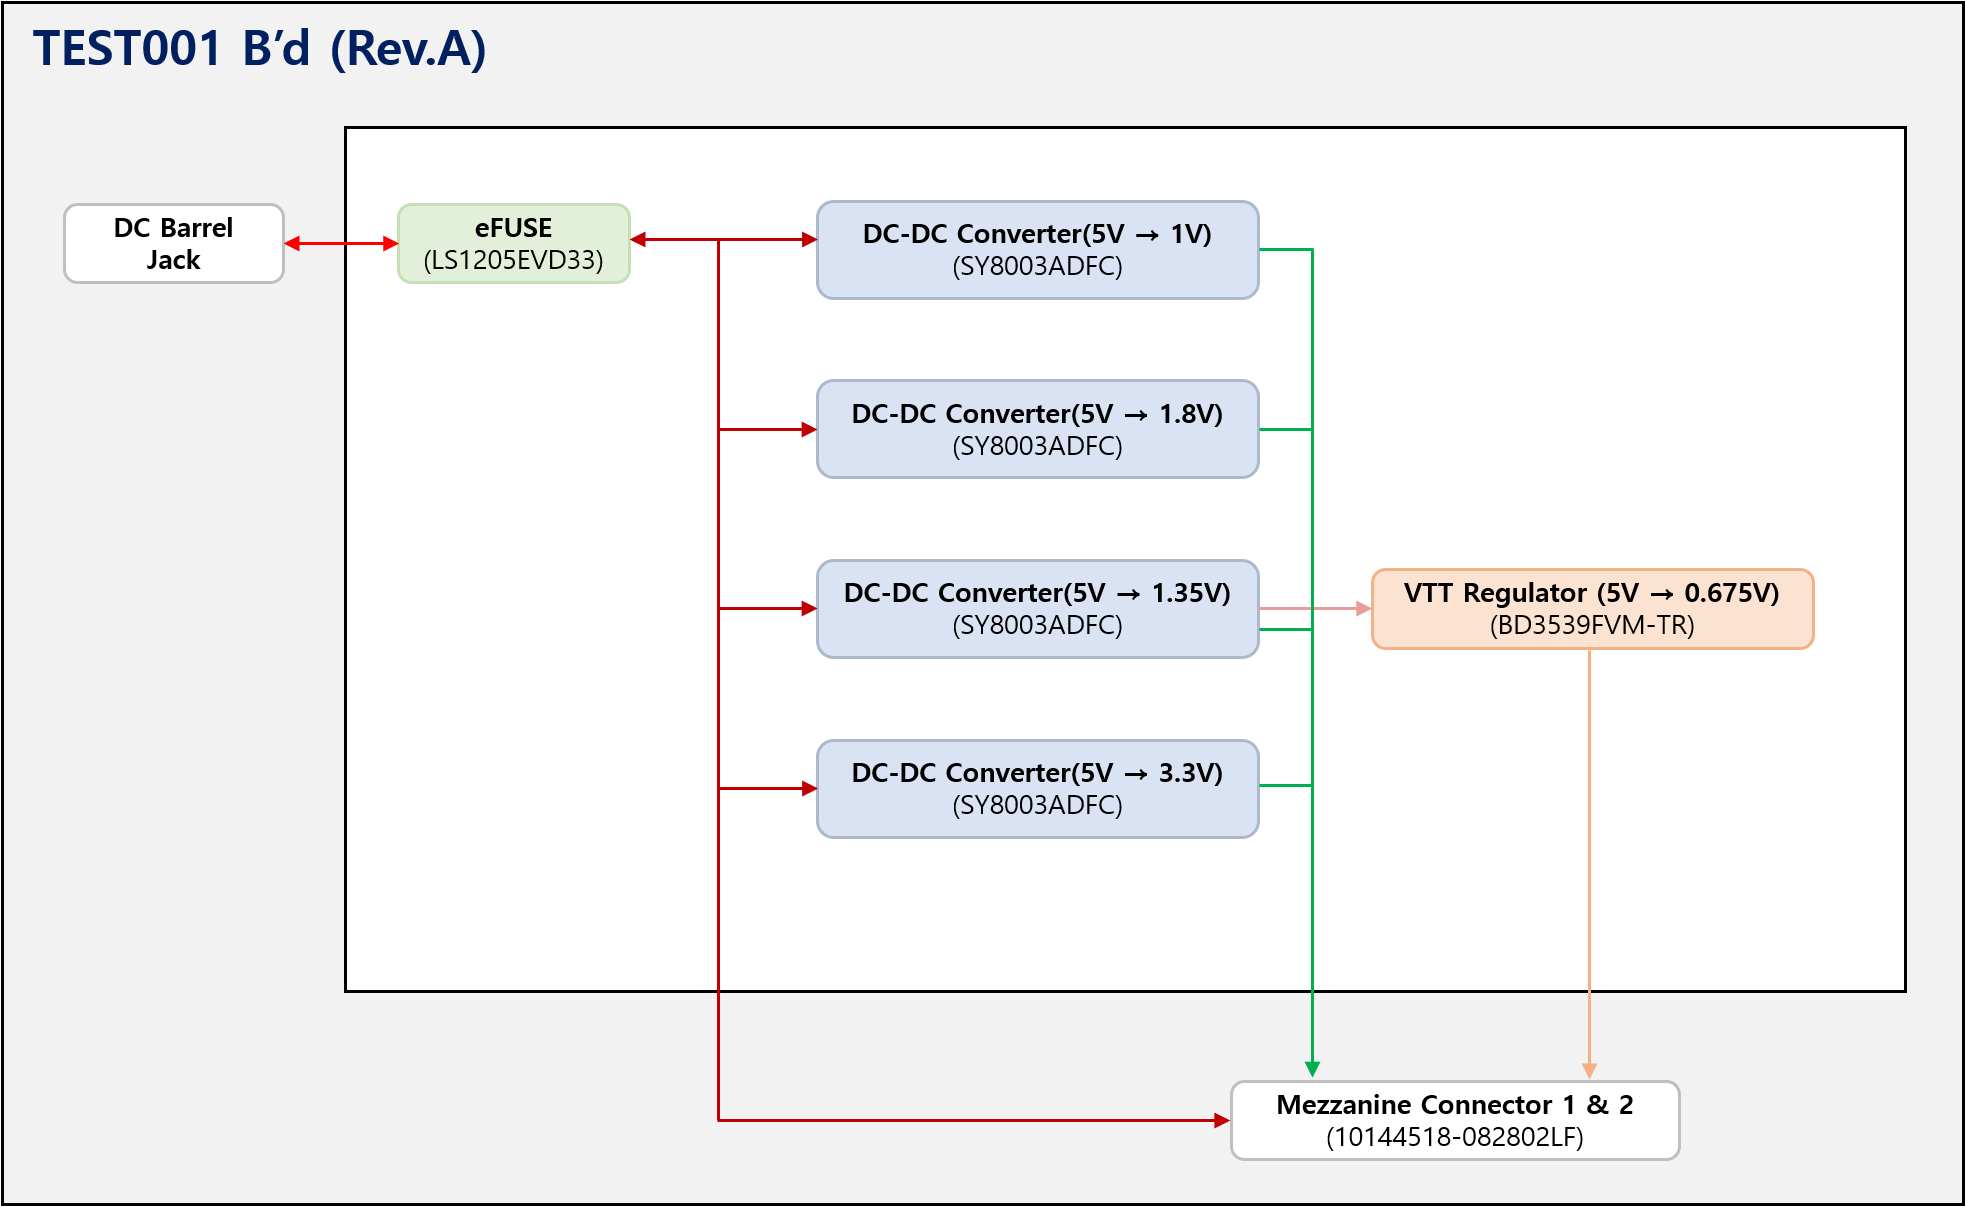 TEST001 B’d (Rev.A)
DC Barrel
Jack
eFUSE
(LS1205EVD33)
DC-DC Converter(5V → 1V)
(SY8003ADFC)
DC-DC Converter(5V → 1.8V)
(SY8003ADFC)
DC-DC Converter(5V → 1.35V)
(SY8003ADFC)
VTT Regulator (5V → 0.675V)
(BD3539FVM-TR)
DC-DC Converter(5V → 3.3V)
(SY8003ADFC)
Mezzanine Connector 1 & 2
(10144518-082802LF)